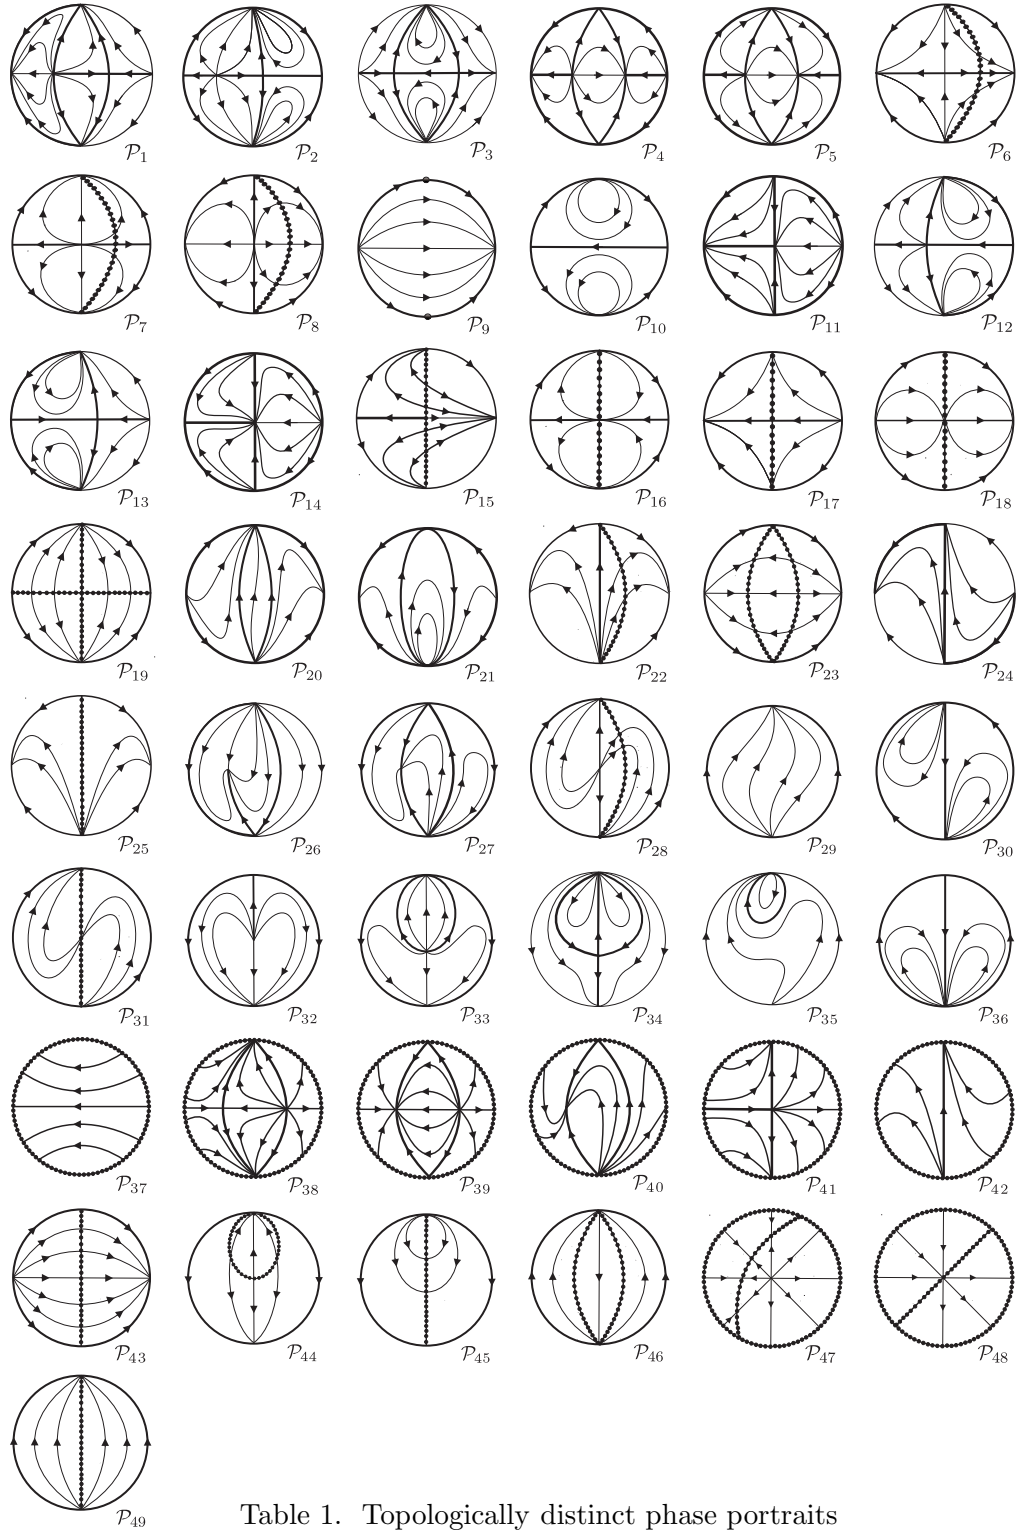 𝒫₁ 𝒫₂ 𝒫₃ 𝒫₄ 𝒫₅ 𝒫₆
𝒫₇ 𝒫₈ 𝒫₉ 𝒫₁₀ 𝒫₁₁ 𝒫₁₂
𝒫₁₃ 𝒫₁₄ 𝒫₁₅ 𝒫₁₆ 𝒫₁₇ 𝒫₁₈
𝒫₁₉ 𝒫₂₀ 𝒫₂₁ 𝒫₂₂ 𝒫₂₃ 𝒫₂₄
𝒫₂₅ 𝒫₂₆ 𝒫₂₇ 𝒫₂₈ 𝒫₂₉ 𝒫₃₀
𝒫₃₁ 𝒫₃₂ 𝒫₃₃ 𝒫₃₄ 𝒫₃₅ 𝒫₃₆
𝒫₃₇ 𝒫₃₈ 𝒫₃₉ 𝒫₄₀ 𝒫₄₁ 𝒫₄₂
𝒫₄₃ 𝒫₄₄ 𝒫₄₅ 𝒫₄₆ 𝒫₄₇ 𝒫₄₈
𝒫₄₉
Table 1. Topologically distinct phase portraits